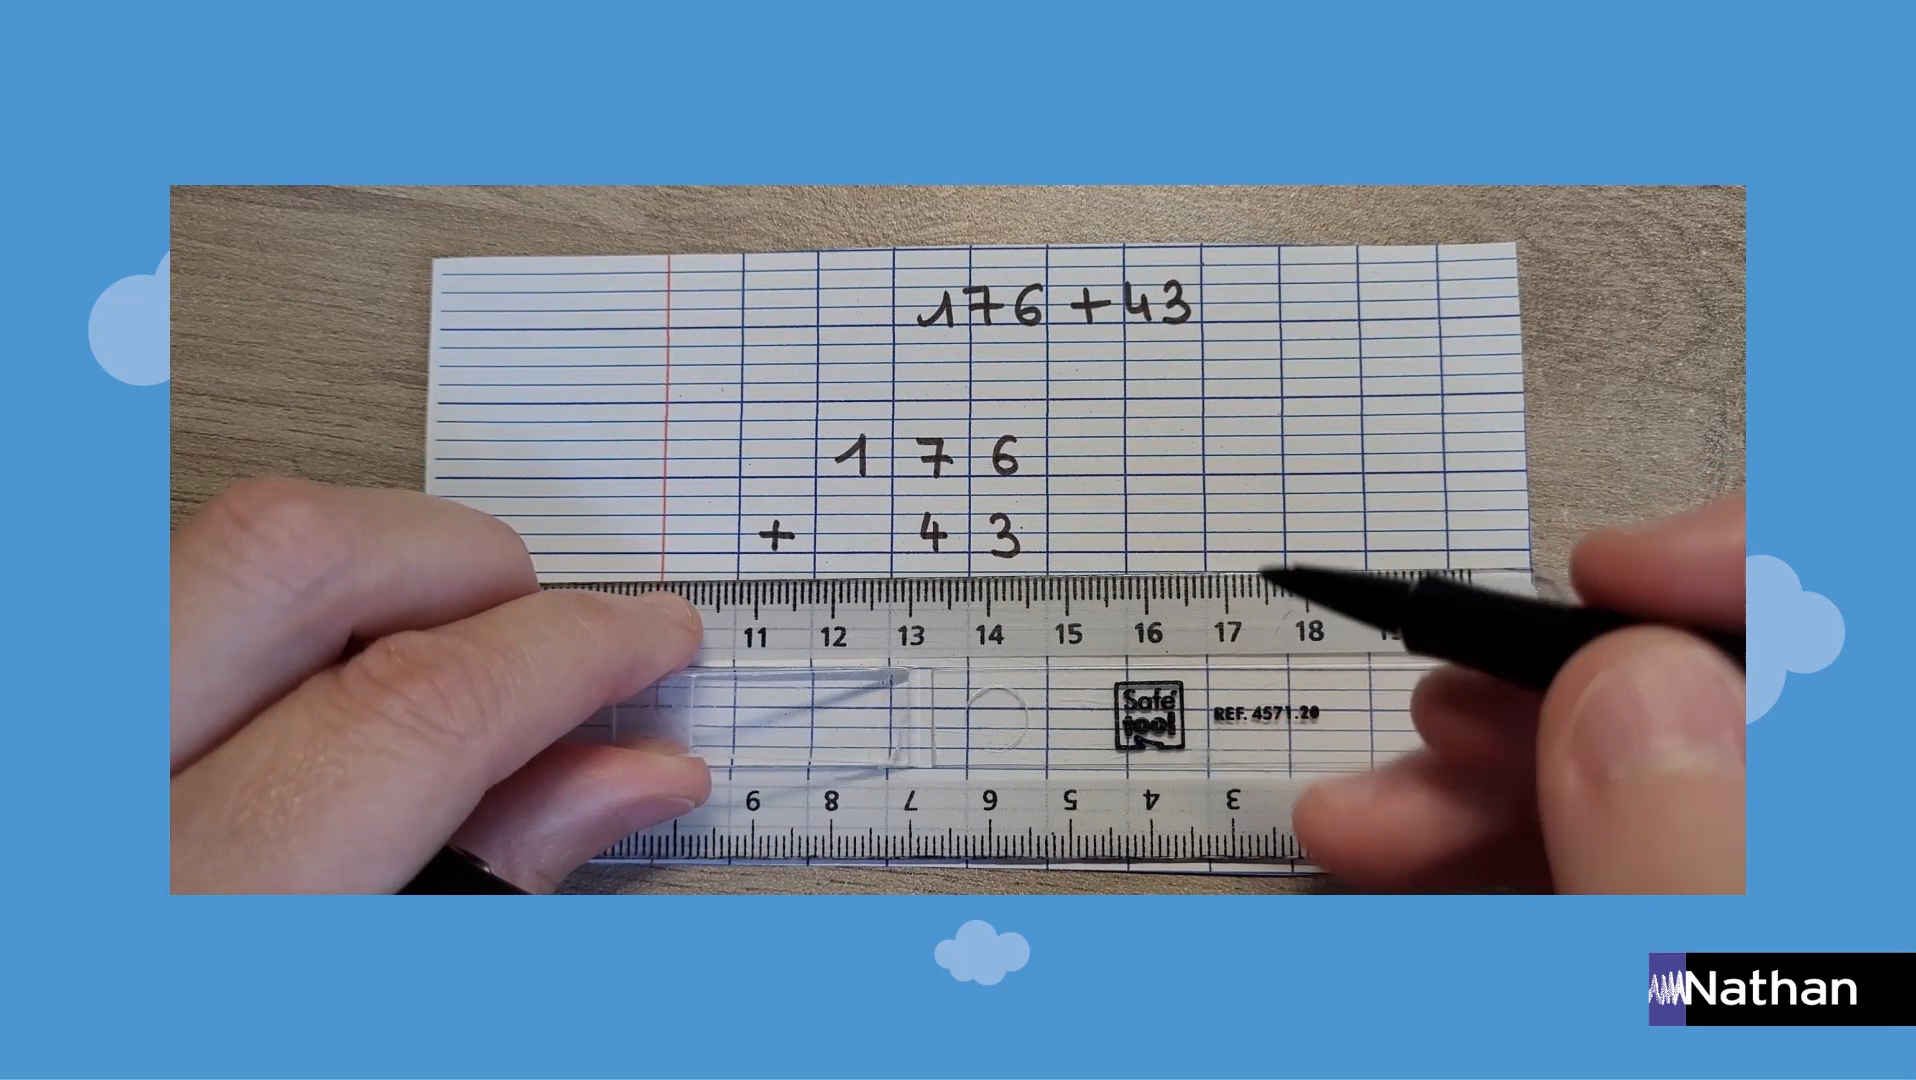 176 + 43
1 7 6
+ 4 3
11 12 13 14 15 16 17 18
Safe
tool
REF. 4571.20
9 8 7 6 5 4 3
Nathan